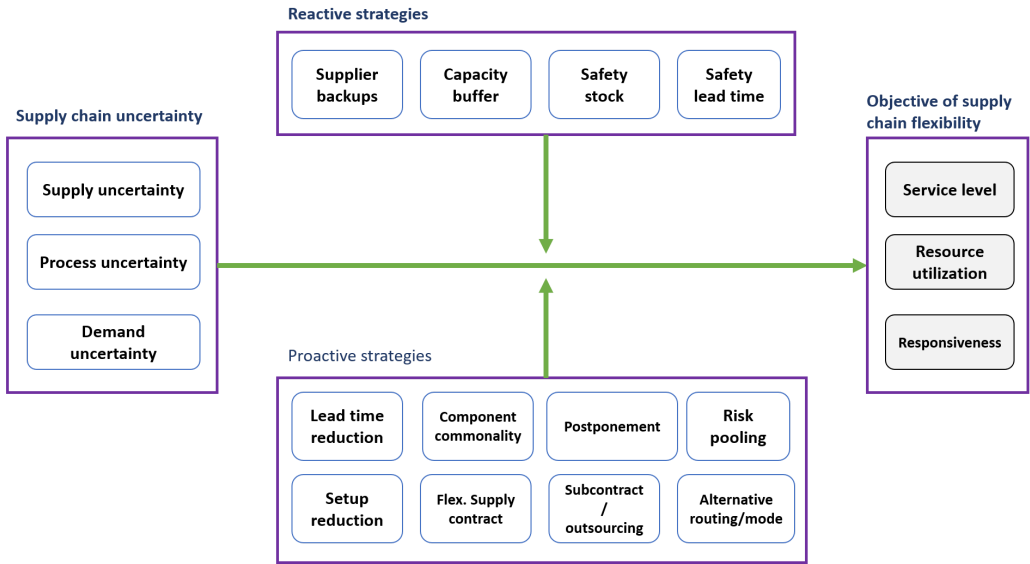 Reactive strategies
Supplier
backups
Capacity
buffer
Safety
stock
Safety
lead time
Supply chain uncertainty
Supply uncertainty
Process uncertainty
Demand
uncertainty
Objective of supply
chain flexibility
Service level
Resource
utilization
Responsiveness
Proactive strategies
Lead time
reduction
Component
commonality
Postponement
Risk
pooling
Setup
reduction
Flex. Supply
contract
Subcontract
/
outsourcing
Alternative
routing/mode